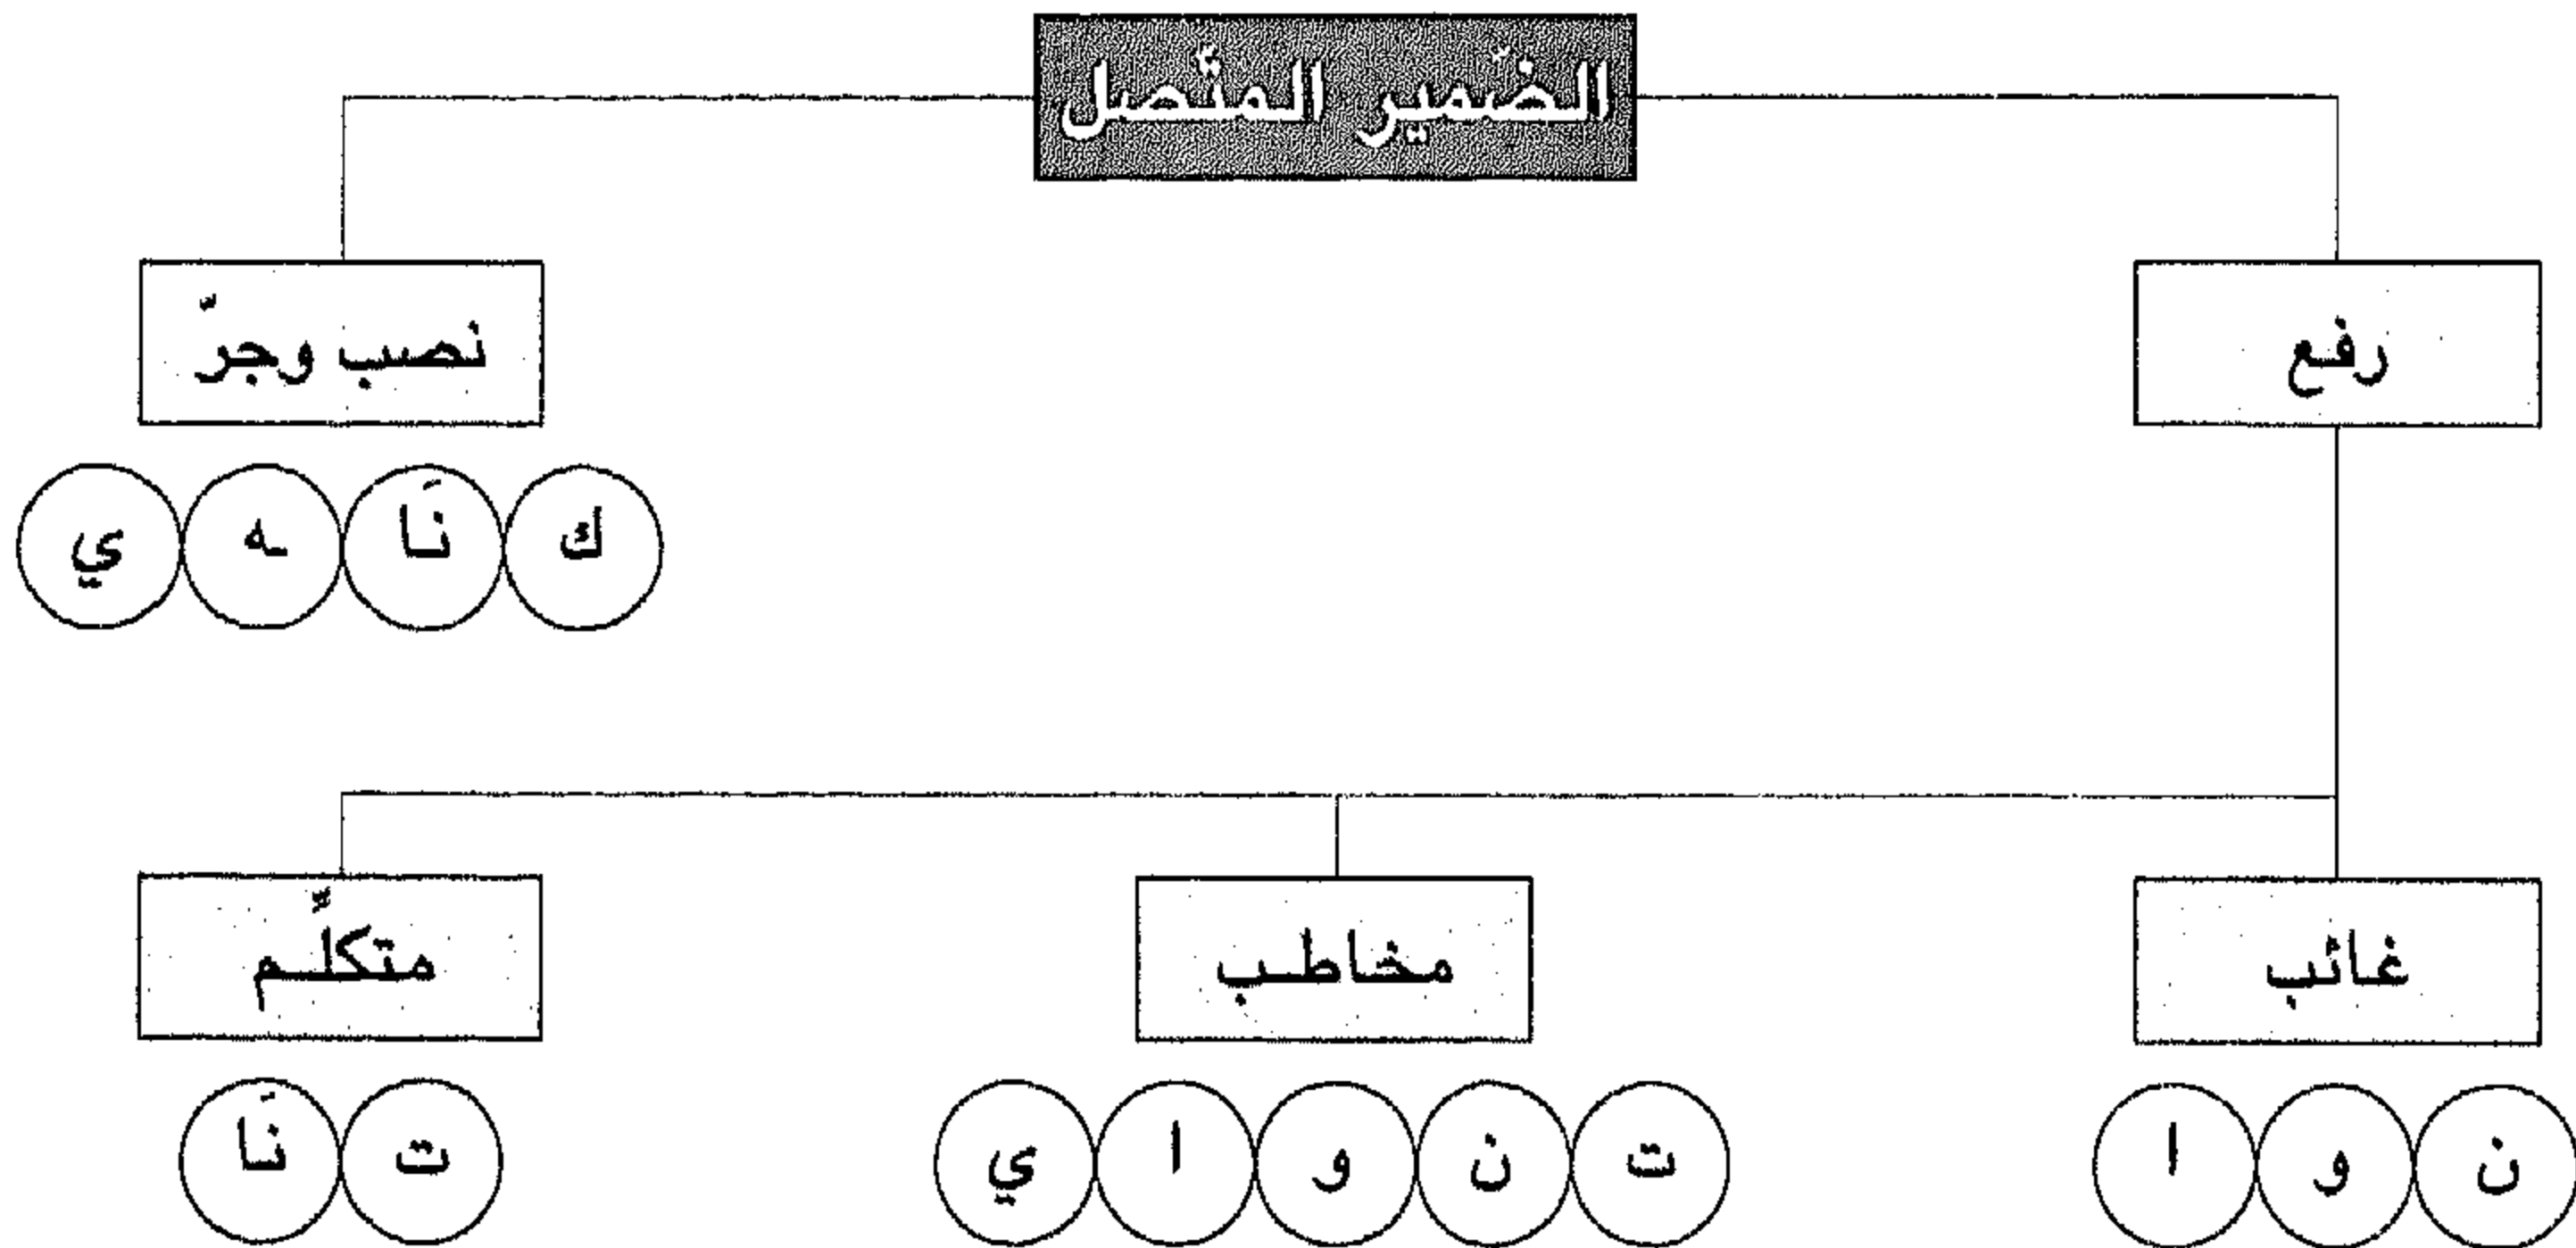 الضّمير المتّصل
رفع
نصب وجرّ
ك نَا ـه ي
غائب
مخاطب
متكلِّم
ن و ا
ت ن و ا ي
ت نَا